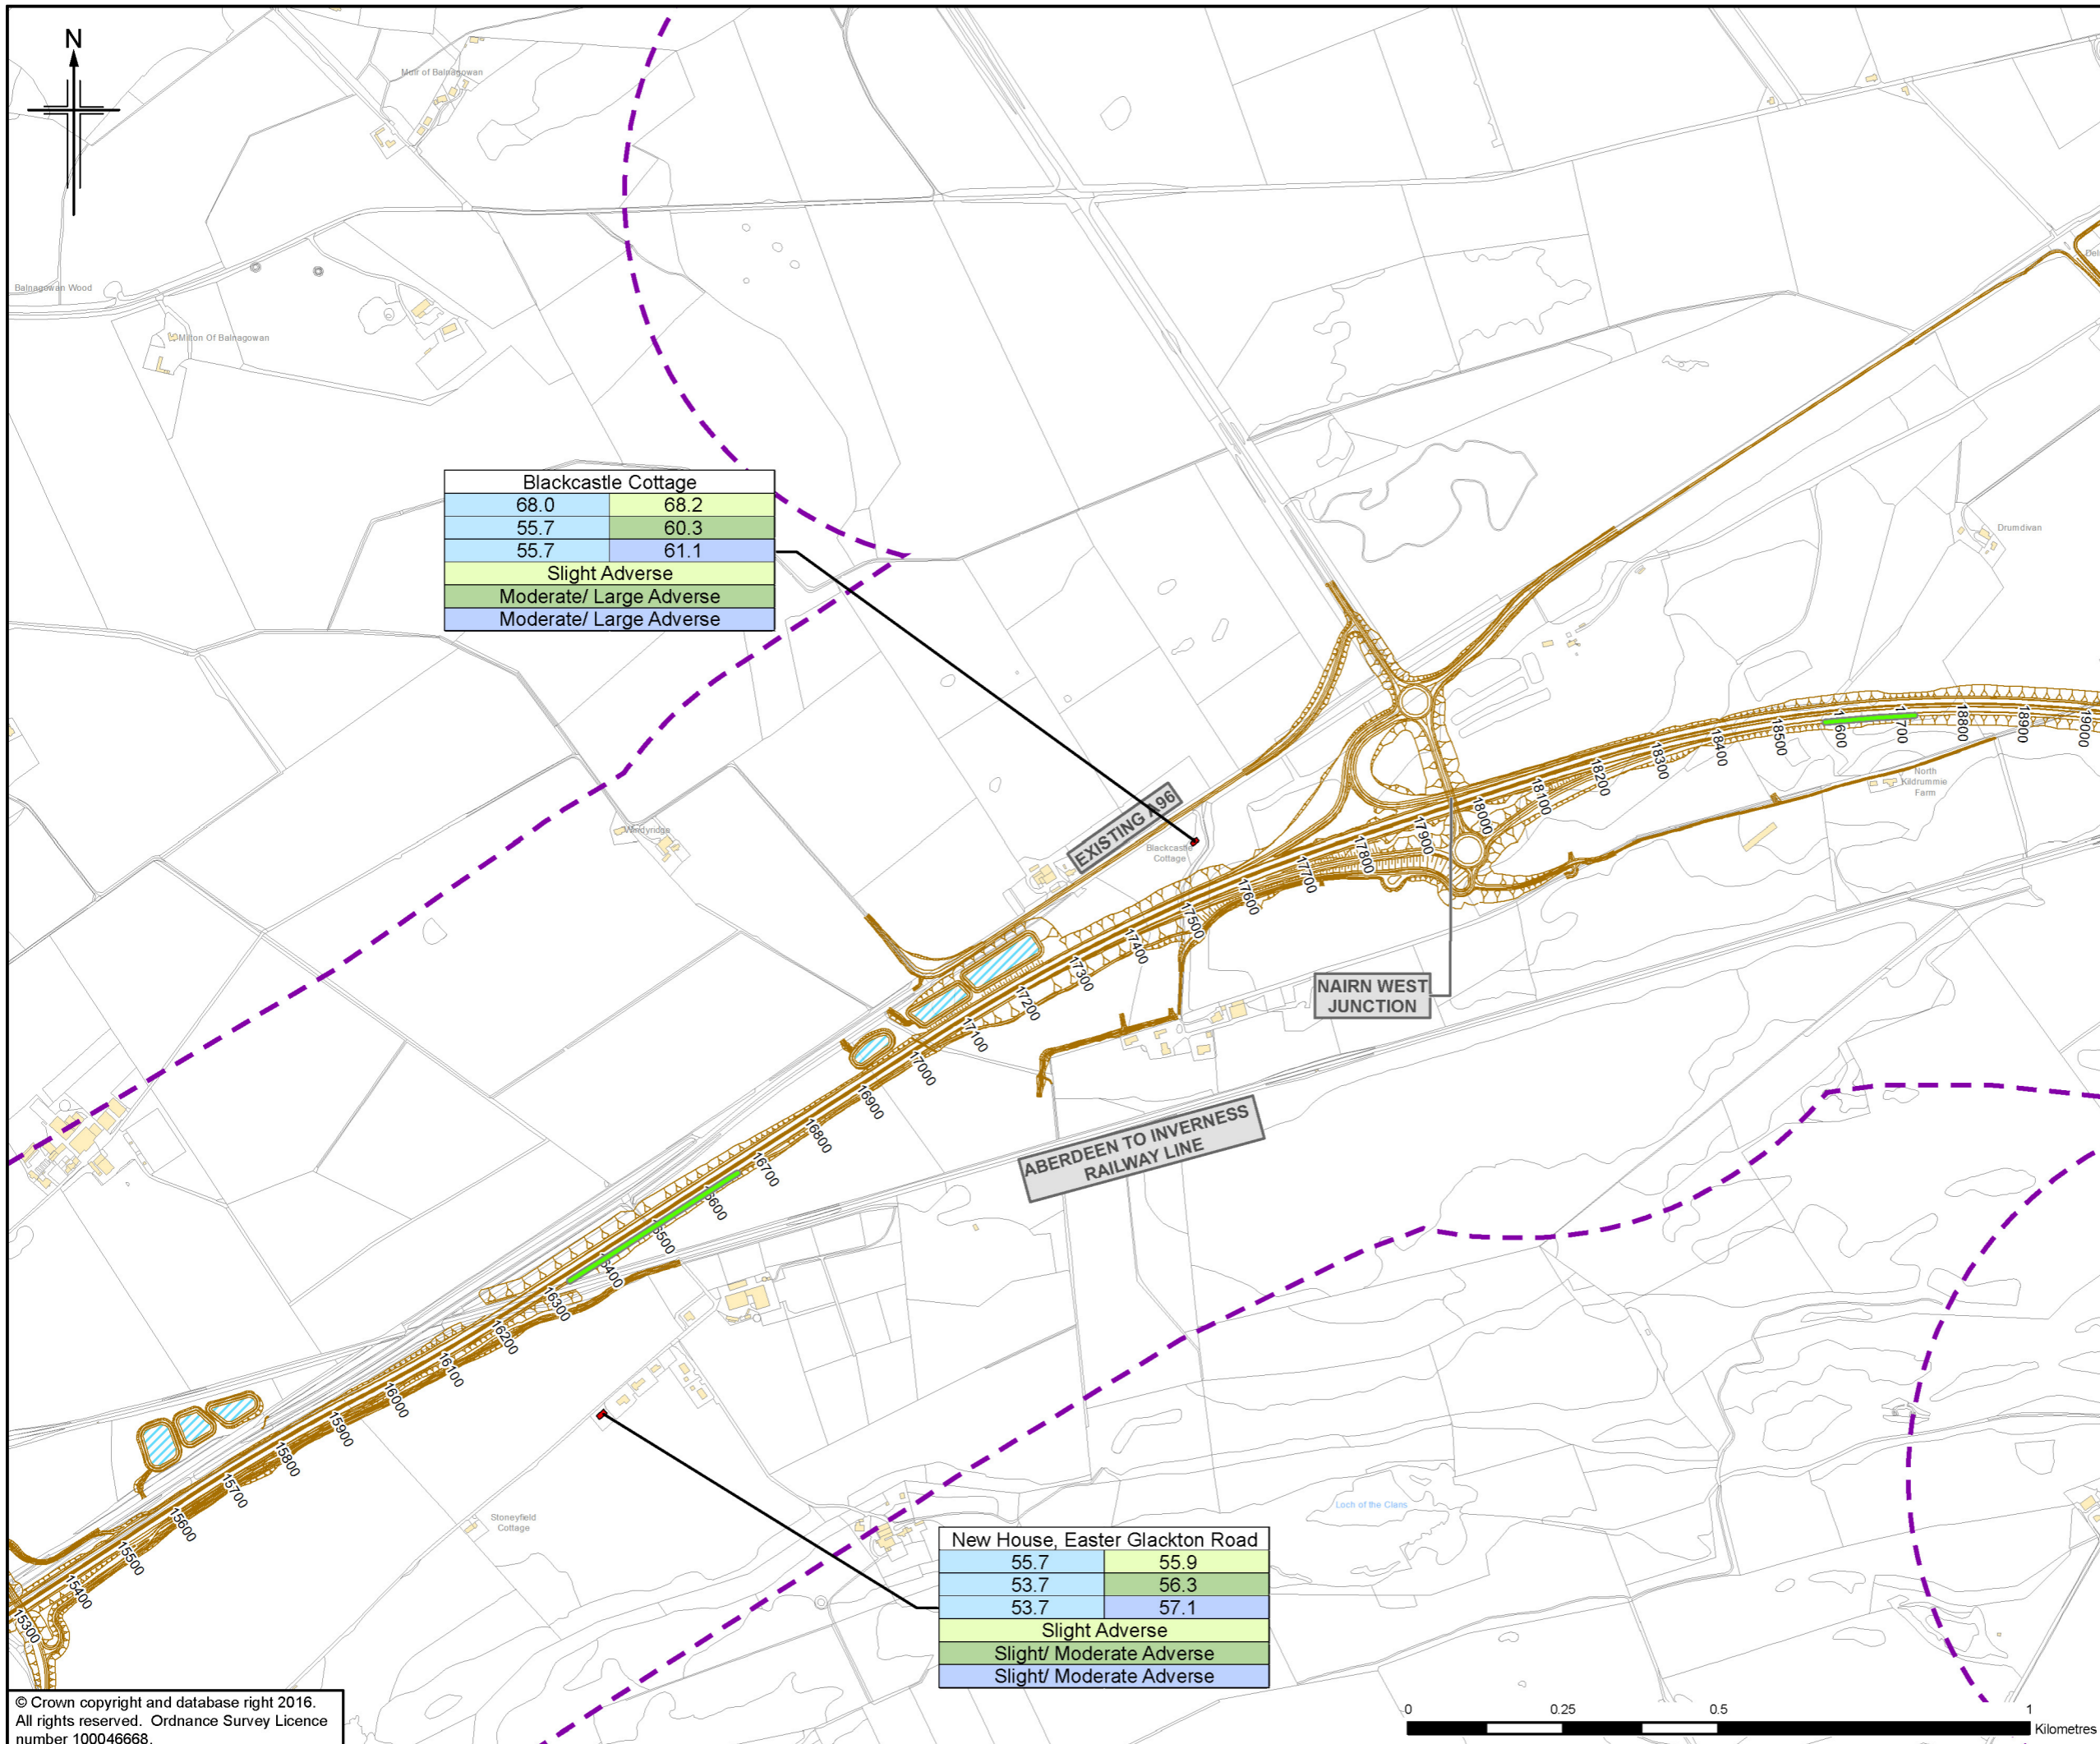 N
Muir of Balnagowan
Balnagowan Wood
Milton Of Balnagowan
Blackcastle Cottage
68.0 68.2
55.7 60.3
55.7 61.1
Slight Adverse
Moderate/ Large Adverse
Moderate/ Large Adverse
Drumdivan
Windyridge
EXISTING A96
Blackcastle
Cottage
North
Kildrummie
Farm
NAIRN WEST
JUNCTION
ABERDEEN TO INVERNESS
RAILWAY LINE
15300
15400
15500
15600
15700
15800
15900
16000
16100
16200
16300
16700
16800
16900
17000
17100
17200
17300
17400
17500
17600
17700
17800
17900
18000
18100
18200
18300
18400
18500
18800
18900
19000
Stoneyfield
Cottage
Loch of the Clans
New House, Easter Glackton Road
55.7 55.9
53.7 56.3
53.7 57.1
Slight Adverse
Slight/ Moderate Adverse
Slight/ Moderate Adverse
© Crown copyright and database right 2016.
All rights reserved. Ordnance Survey Licence
number 100046668.
0 0.25 0.5 1
Kilometres